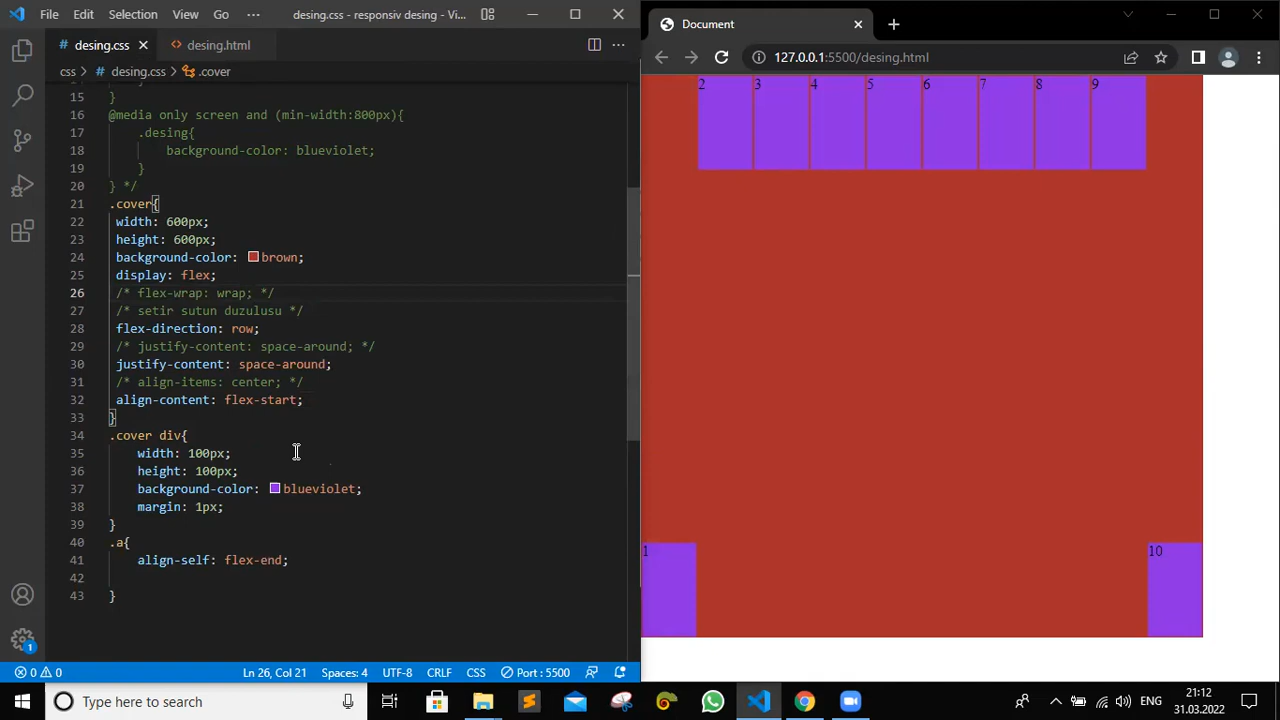 File Edit Selection View Go ··· desing.css - responsiv desing - Vi...
desing.css desing.html
css > # desing.css > .cover
15 }
16 @media only screen and (min-width:800px){
17 .desing{
18 background-color: blueviolet;
19 }
20 } */
21 .cover{
22 width: 600px;
23 height: 600px;
24 background-color: brown;
25 display: flex;
26 /* flex-wrap: wrap; */
27 /* setir sutun duzulusu */
28 flex-direction: row;
29 /* justify-content: space-around; */
30 justify-content: space-around;
31 /* align-items: center; */
32 align-content: flex-start;
33 }
34 .cover div{
35 width: 100px;
36 height: 100px;
37 background-color: blueviolet;
38 margin: 1px;
39 }
40 .a{
41 align-self: flex-end;
42
43 }
0 0 Ln 26, Col 21 Spaces: 4 UTF-8 CRLF CSS Port : 5500
Document
127.0.0.1:5500/desing.html
2 3 4 5 6 7 8 9
1 10
Type here to search
1
ENG
21:12
31.03.2022